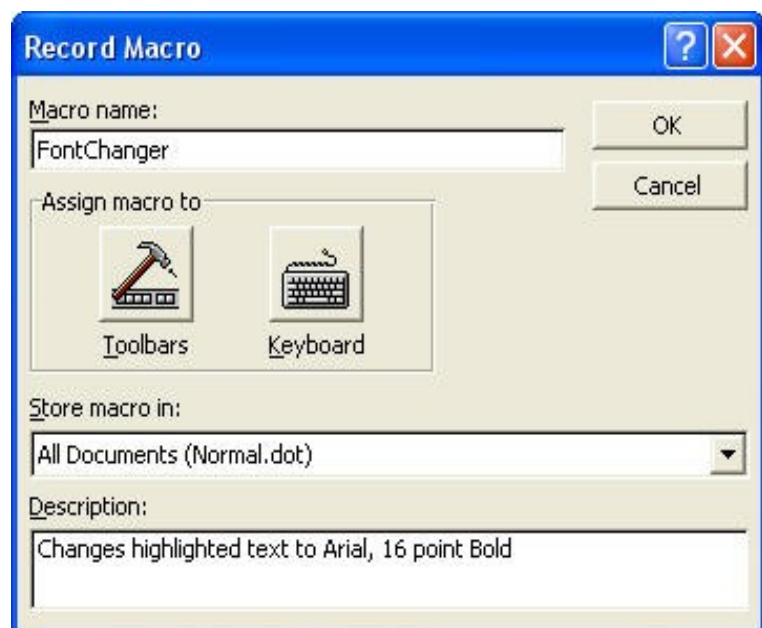 Record Macro
?
Macro name:
OK
FontChanger
Cancel
Assign macro to
Toolbars Keyboard
Store macro in:
All Documents (Normal.dot)
Description:
Changes highlighted text to Arial, 16 point Bold